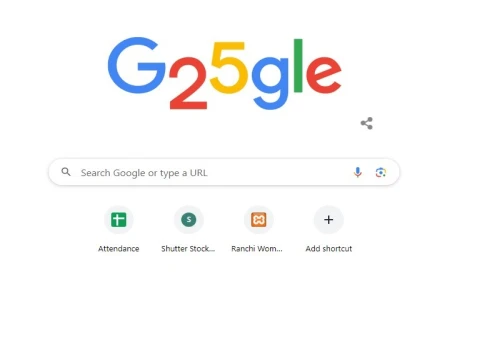 G25gle
Search Google or type a URL
S
Attendance
Shutter Stock...
Ranchi Wom...
Add shortcut